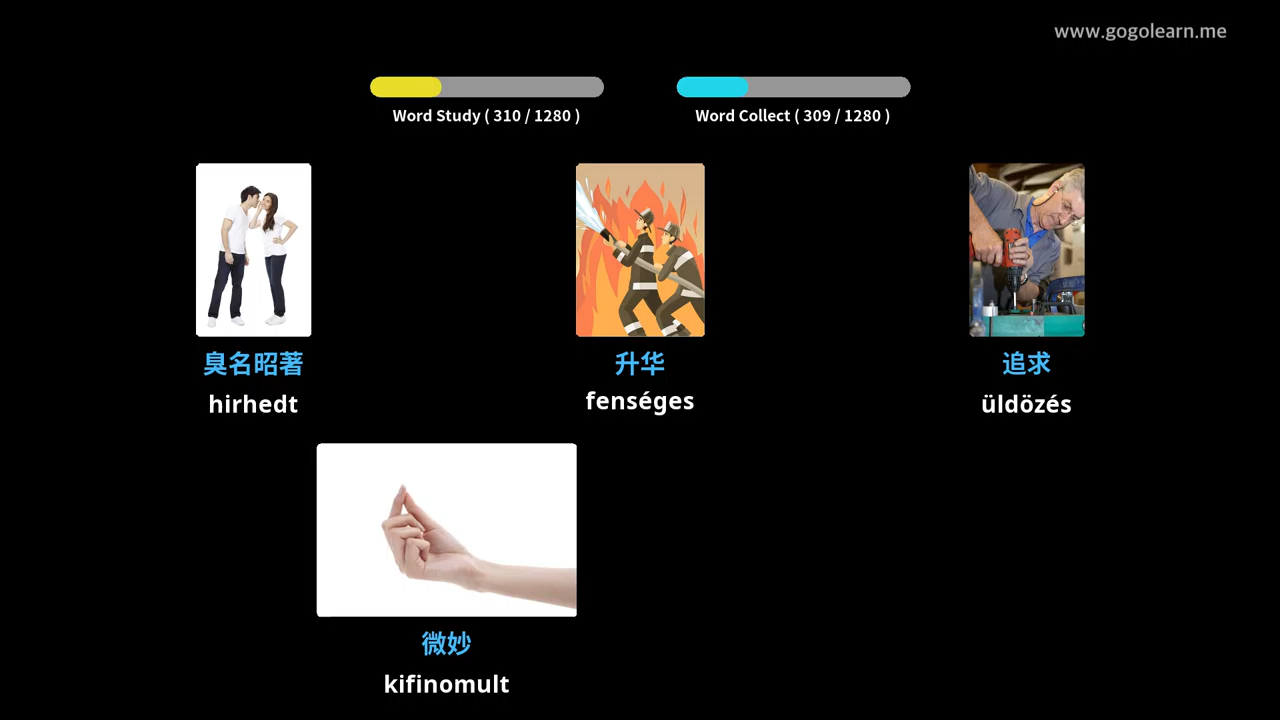 www.gogolearn.me
Word Study ( 310 / 1280 )
Word Collect ( 309 / 1280 )
臭名昭著
hirhedt
升华
fenséges
追求
üldözés
微妙
kifinomult